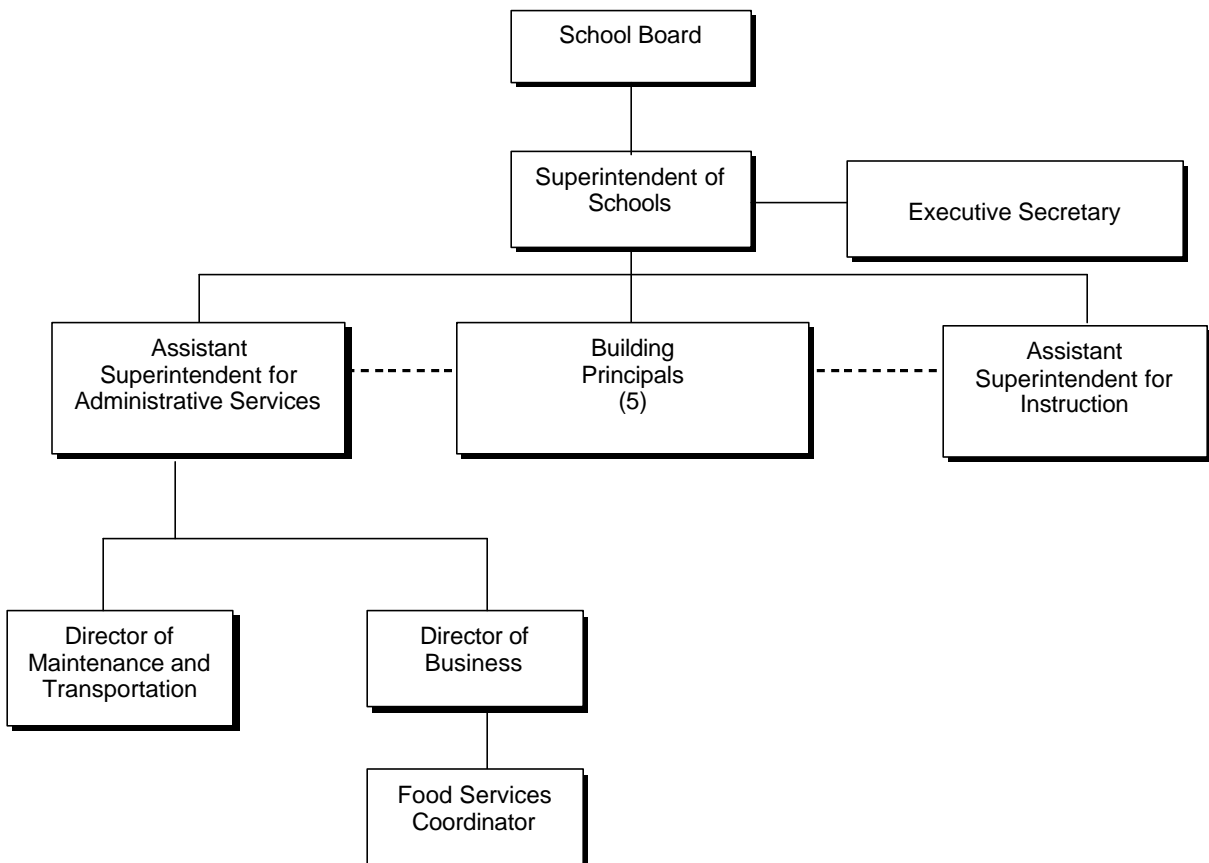 School Board
Superintendent of
Schools
Executive Secretary
Assistant
Superintendent for
Administrative Services
Building
Principals
(5)
Assistant
Superintendent for
Instruction
Director of
Maintenance and
Transportation
Director of
Business
Food Services
Coordinator